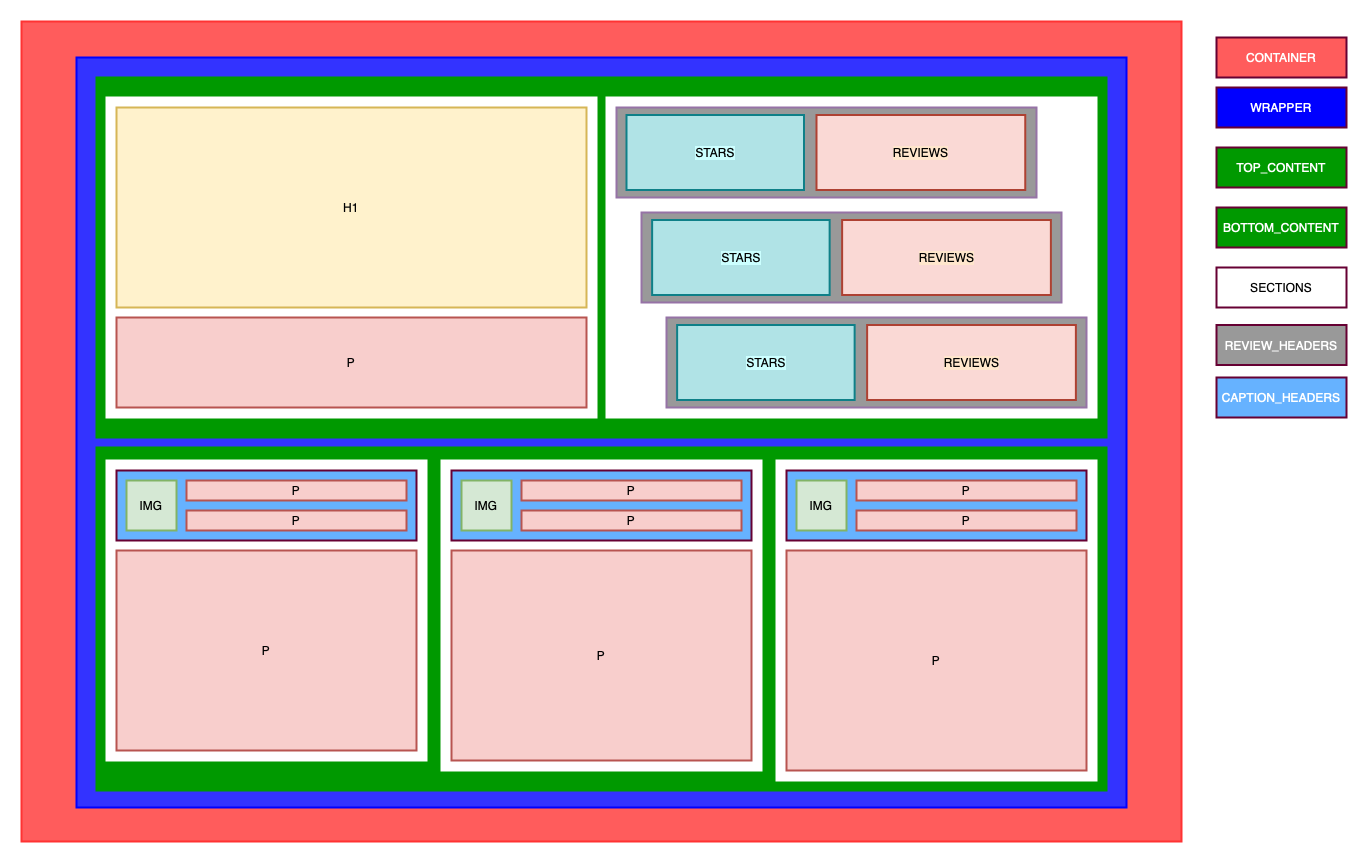 CONTAINER
WRAPPER
TOP_CONTENT
BOTTOM_CONTENT
SECTIONS
REVIEW_HEADERS
CAPTION_HEADERS
H1
P
STARS
REVIEWS
STARS
REVIEWS
STARS
REVIEWS
IMG
P
P
P
IMG
P
P
P
IMG
P
P
P